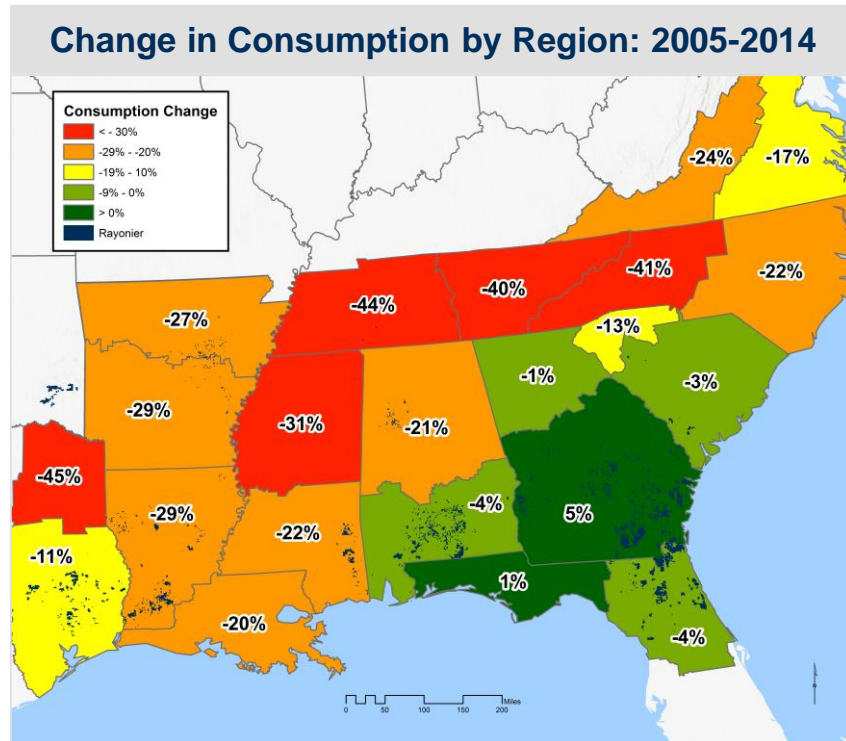 Change in Consumption by Region: 2005-2014
Consumption Change
< - 30%
-29% - -20%
-19% - 10%
-9% - 0%
> 0%
Rayonier
-24%
-17%
-22%
-41%
-40%
-44%
-27%
-13%
-1%
-3%
-29%
-31%
-21%
-45%
-29%
-22%
-4%
5%
-11%
-20%
1%
-4%
Miles
0 50 100 150 200